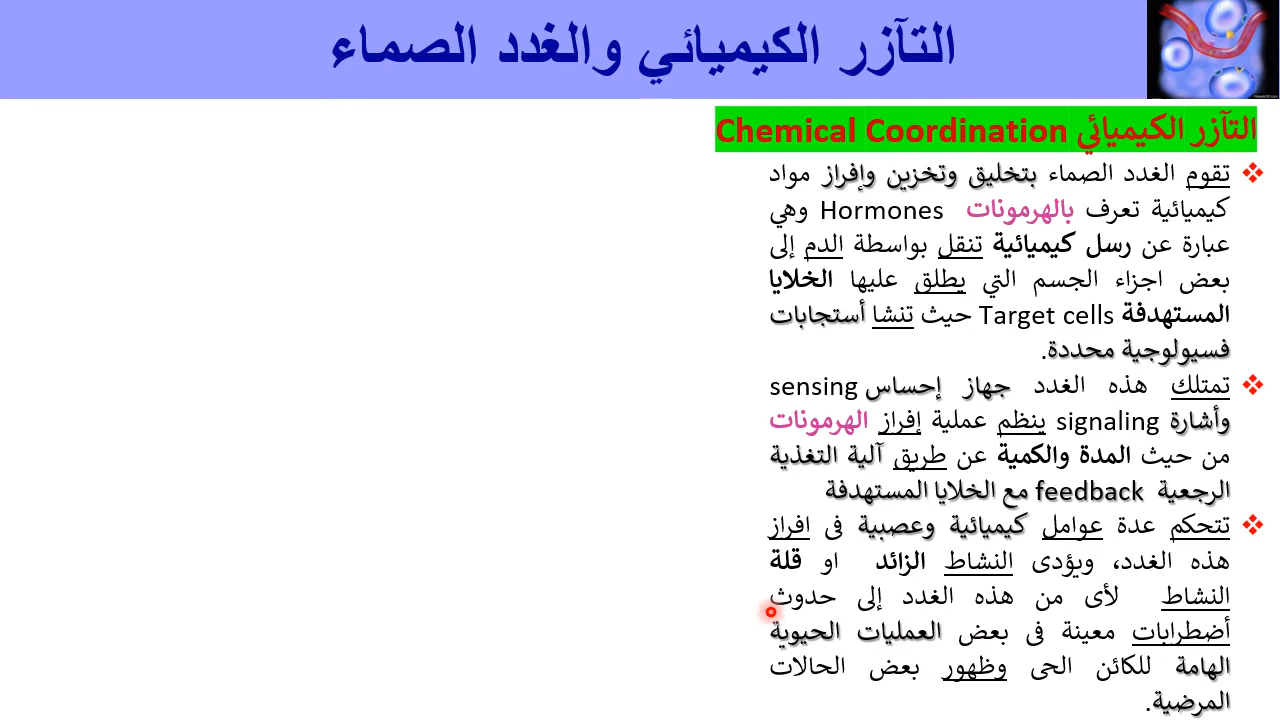 التآزر الكيميائي والغدد الصماء
التآزر الكيميائي Chemical Coordination
تقوم الغدد الصماء بتخليق وتخزين وإفراز مواد
كيميائية تعرف بالهرمونات Hormones وهي
عبارة عن رسل كيميائية تنقل بواسطة الدم إلى
بعض اجزاء الجسم التي يطلق عليها الخلايا
المستهدفة Target cells حيث تنشا أستجابات
فسيولوجية محددة.
تمتلك هذه الغدد جهاز إحساس sensing
وأشارة signaling ينظم عملية إفراز الهرمونات
من حيث المدة والكمية عن طريق آلية التغذية
الرجعية feedback مع الخلايا المستهدفة
تتحكم عدة عوامل كيميائية وعصبية فى افراز
هذه الغدد، ويؤدى النشاط الزائد او قلة
النشاط لأى من هذه الغدد إلى حدوث
أضطرابات معينة فى بعض العمليات الحيوية
الهامة للكائن الحى وظهور بعض الحالات
المرضية.